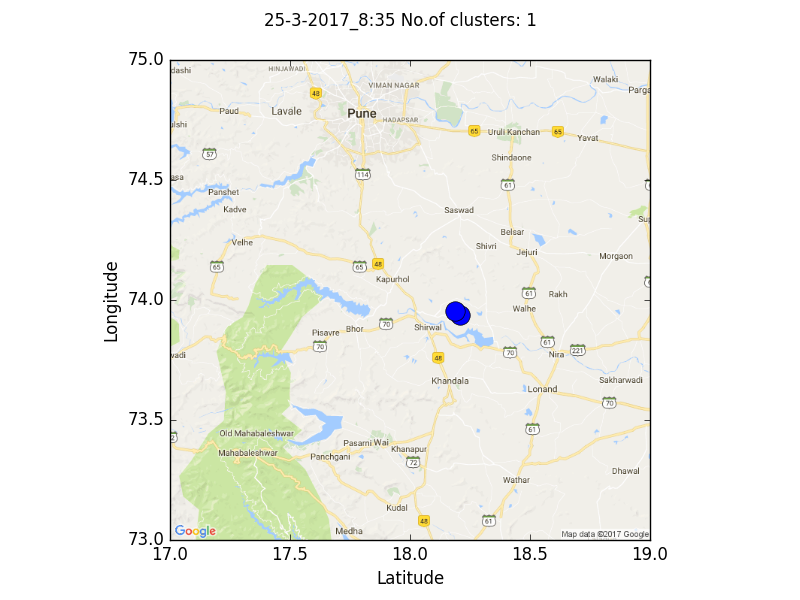 25-3-2017_8:35 No.of clusters: 1
75.0
74.5
74.0
73.5
73.0
Longitude
17.0 17.5 18.0 18.5 19.0
Latitude
dashi
HINJAWADI
VIMAN NAGAR
Walaki
48
Parga
Paud
Lavale
Pune
HADAPSAR
ulshi
65
Uruli Kanchan
65
Yavat
57
Shindaone
114
asa
61
Panshet
Kadve
Saswad
Sup
Velhe
Belsar
Shivri
Jejuri
Morgaon
65
65
48
Kapurhol
61
Rakh
Walhe
Shirwal
70
Bhor
Pisavre
70
61
vadi
48
70
Nira
221
Khandala
Sakharwadi
Lonand
70
61
2
Old Mahabaleshwar
Mahabaleshwar
Pasarni Wai
Panchgani
Khanapur
72
Dhawal
Wathar
Kudal
48
61
Medha
Google
Map data ©2017 Google